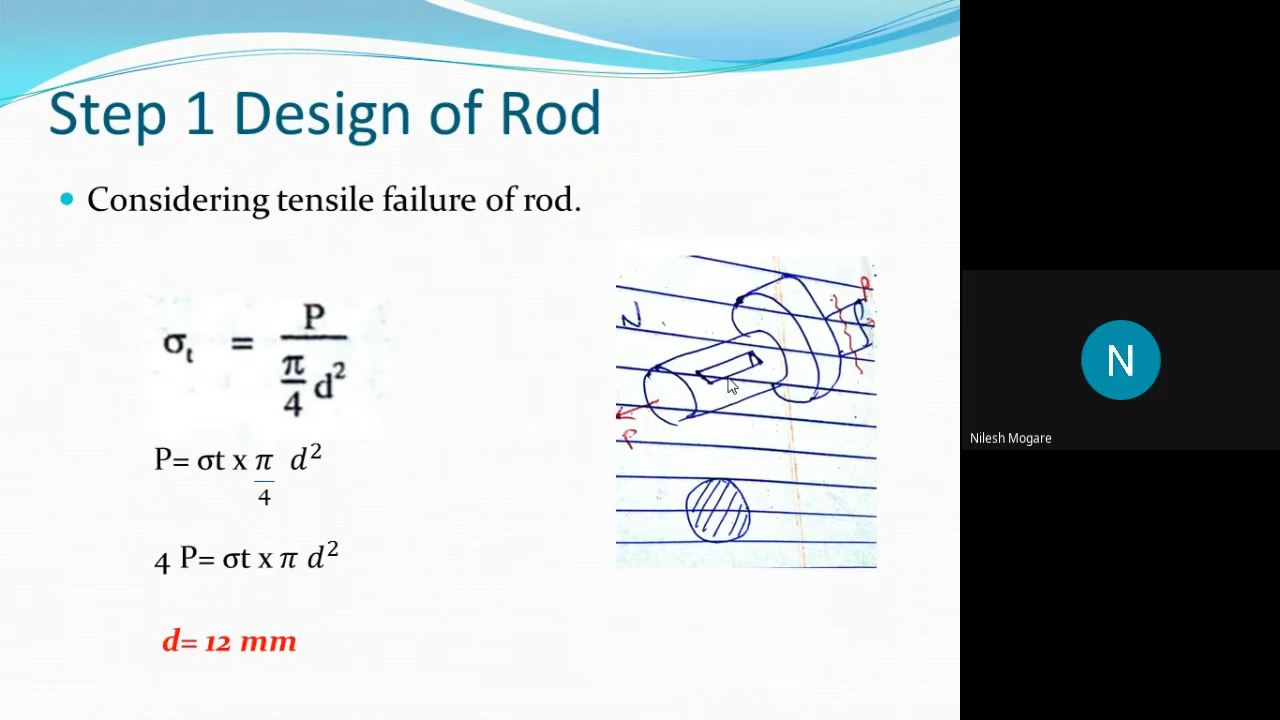 Step 1 Design of Rod
Considering tensile failure of rod.
σt = P
π/4 d²
P= σt x π d²
4
4 P= σt x π d²
d= 12 mm
N
P
P
N
Nilesh Mogare